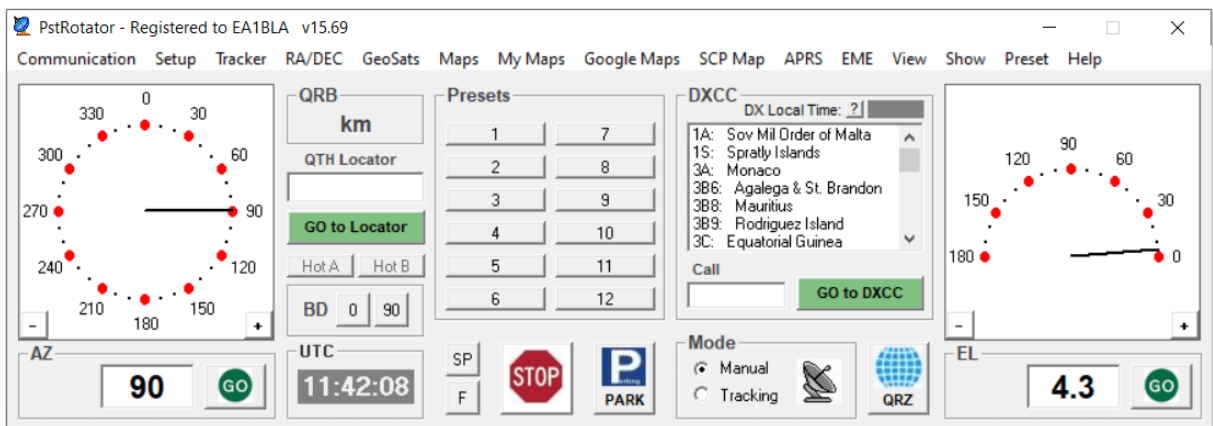 PstRotator - Registered to EA1BLA v15.69
Communication Setup Tracker RA/DEC GeoSats Maps My Maps Google Maps SCP Map APRS EME View Show Preset Help
0
330 30
300 60
270 90
240 120
210 150
180
- +
AZ
90 GO
QRB
km
QTH Locator
GO to Locator
Hot A Hot B
BD 0 90
UTC
11:42:08
Presets
1 7
2 8
3 9
4 10
5 11
6 12
SP
F
STOP
P
PARK
DXCC
DX Local Time: ?
1A: Sov Mil Order of Malta
1S: Spratly Islands
3A: Monaco
3B6: Agalega & St. Brandon
3B8: Mauritius
3B9: Rodriguez Island
3C: Equatorial Guinea
Call
GO to DXCC
Mode
Manual
Tracking
QRZ
90
120 60
150 30
180 0
- +
EL
4.3 GO